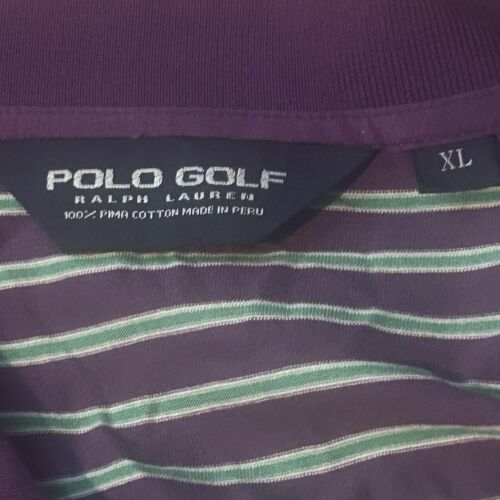 POLO GOLF
RALPH LAUREN
100% PIMA COTTON MADE IN PERU
XL